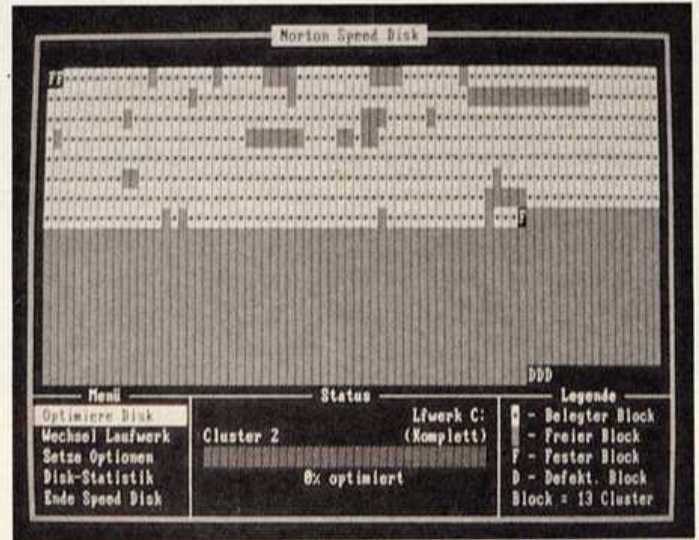 Norton Speed Disk
FF
F
DDD
Menü
Optimiere Disk
Wechsel Laufwerk
Setze Optionen
Disk-Statistik
Ende Speed Disk
Status
Lfwerk C:
Cluster 2 (Komplett)
0% optimiert
Legende
• - Belegter Block
- Freier Block
F - Fester Block
D - Defekt. Block
Block = 13 Cluster